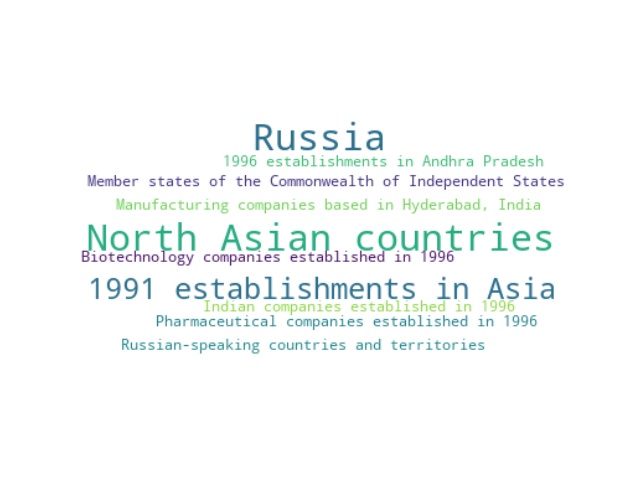 Russia
1996 establishments in Andhra Pradesh
Member states of the Commonwealth of Independent States
Manufacturing companies based in Hyderabad, India
North Asian countries
Biotechnology companies established in 1996
1991 establishments in Asia
Indian companies established in 1996
Pharmaceutical companies established in 1996
Russian-speaking countries and territories